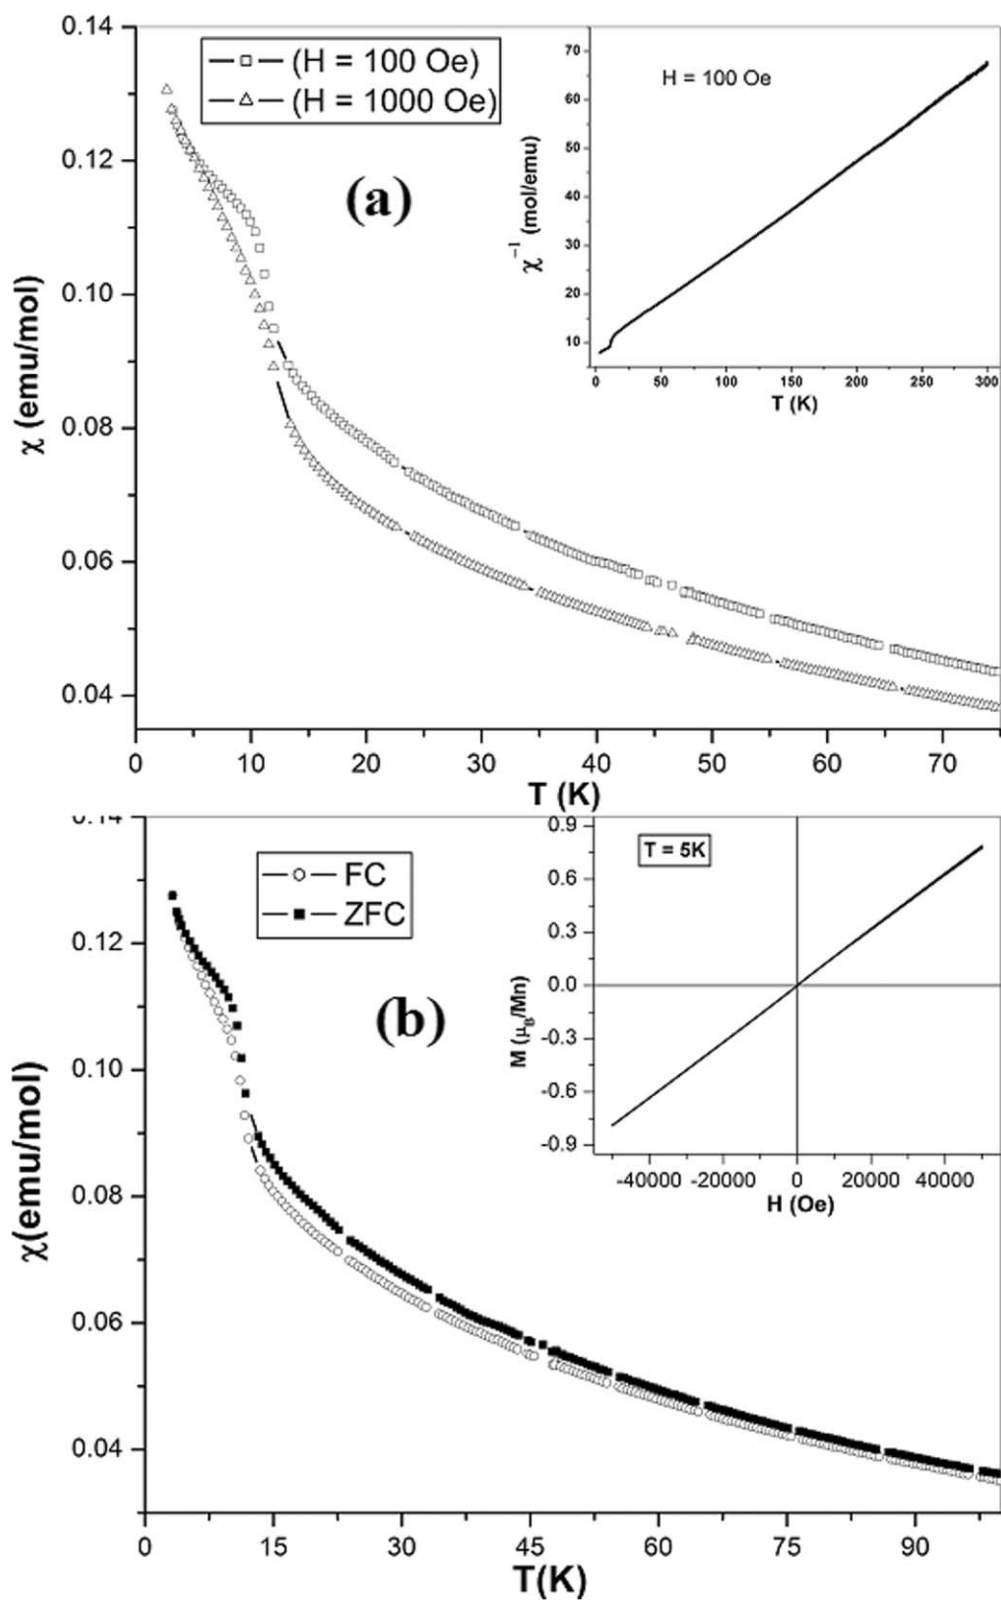 0.14
(H = 100 Oe)
(H = 1000 Oe)
(a)
0.12
0.10
0.08
0.06
0.04
χ (emu/mol)
0 10 20 30 40 50 60 70
T (K)
H = 100 Oe
70
60
50
40
30
20
10
χ⁻¹ (mol/emu)
0 50 100 150 200 250 300
T (K)
0.14
FC
ZFC
(b)
0.12
0.10
0.08
0.06
0.04
χ(emu/mol)
0 15 30 45 60 75 90
T(K)
T = 5K
0.9
0.6
0.3
0.0
-0.3
-0.6
-0.9
M (μB/Mn)
-40000 -20000 0 20000 40000
H (Oe)